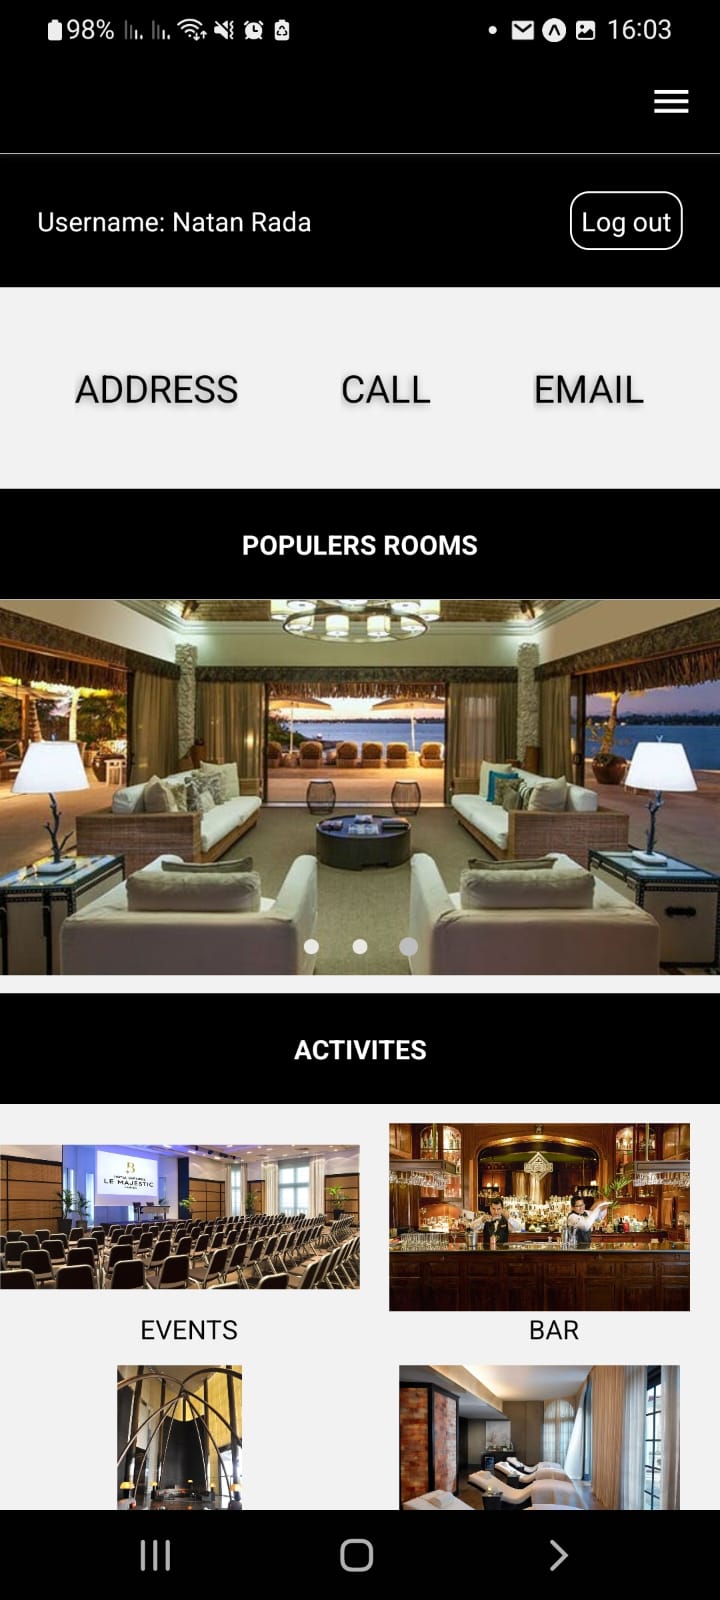 98% 16:03
Username: Natan Rada Log out
ADDRESS CALL EMAIL
POPULERS ROOMS
ACTIVITES
LE MAJESTIC
EVENTS BAR